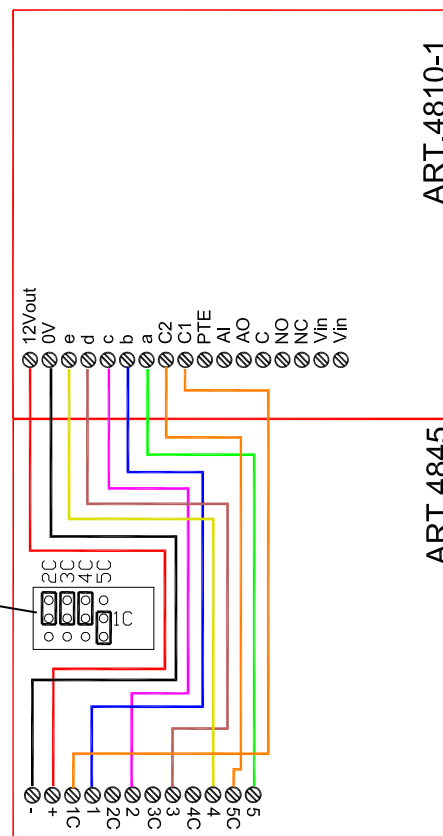 ART.4810-1
12Vout
0V
e
d
c
b
a
C2
C1
PTE
AI
AO
C
NO
NC
Vin
Vin
ART.4845
2C
3C
4C
5C
1C
-
+
1C
1
2C
2
3C
3
4C
4
5C
5